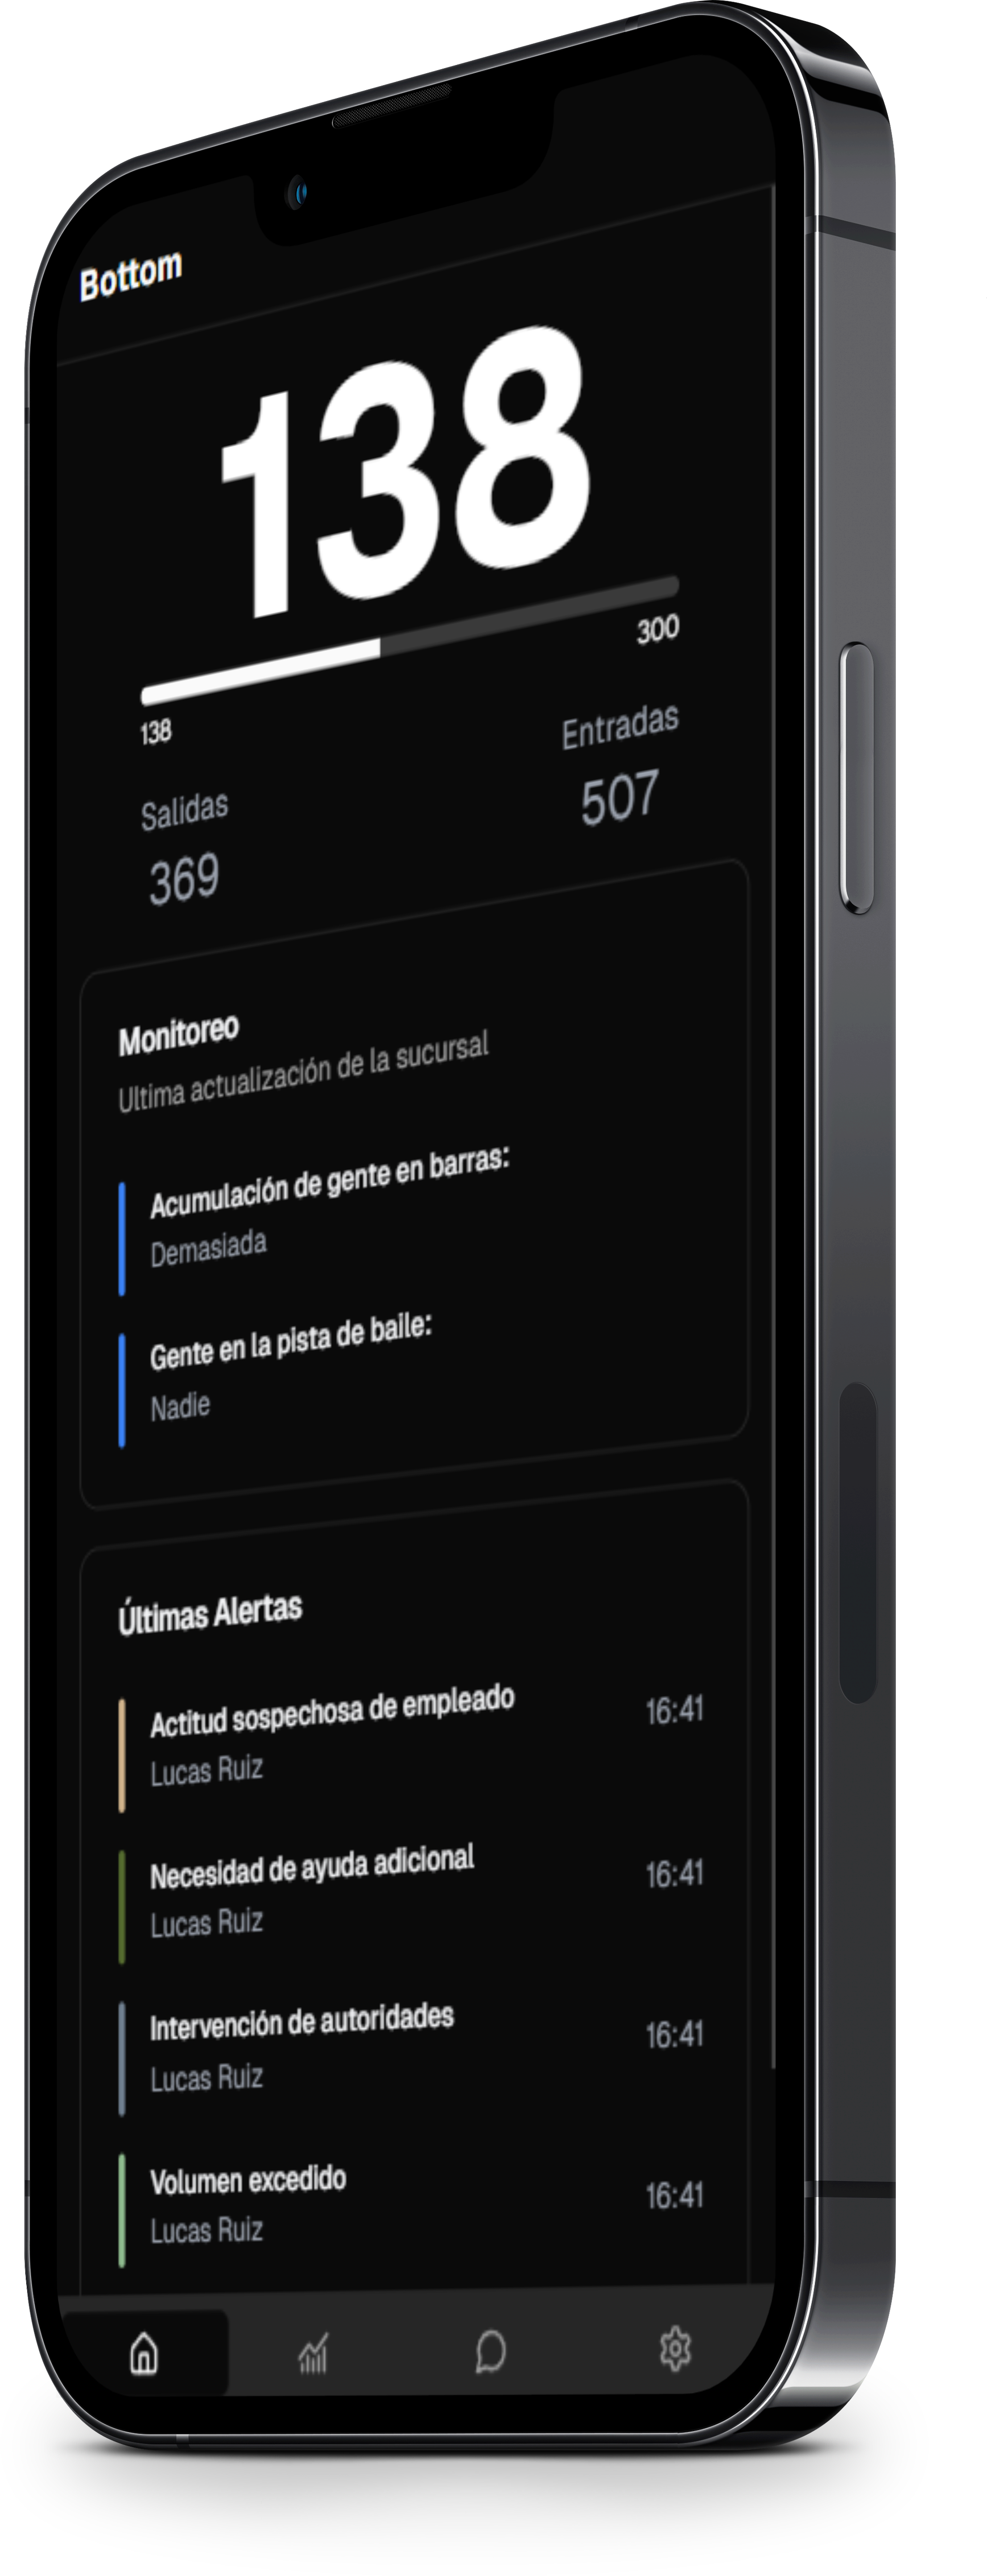 Bottom
138
138
300
Salidas
Entradas
369
507
Monitoreo
Ultima actualización de la sucursal
Acumulación de gente en barras:
Demasiada
Gente en la pista de baile:
Nadie
Últimas Alertas
Actitud sospechosa de empleado
16:41
Lucas Ruiz
Necesidad de ayuda adicional
16:41
Lucas Ruiz
Intervención de autoridades
16:41
Lucas Ruiz
Volumen excedido
16:41
Lucas Ruiz